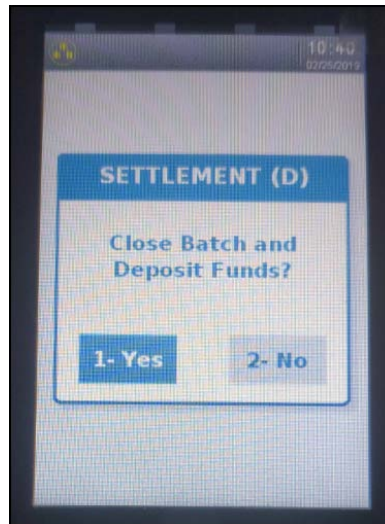 10:40
02/25/2019
SETTLEMENT (D)
Close Batch and
Deposit Funds?
1- Yes
2- No